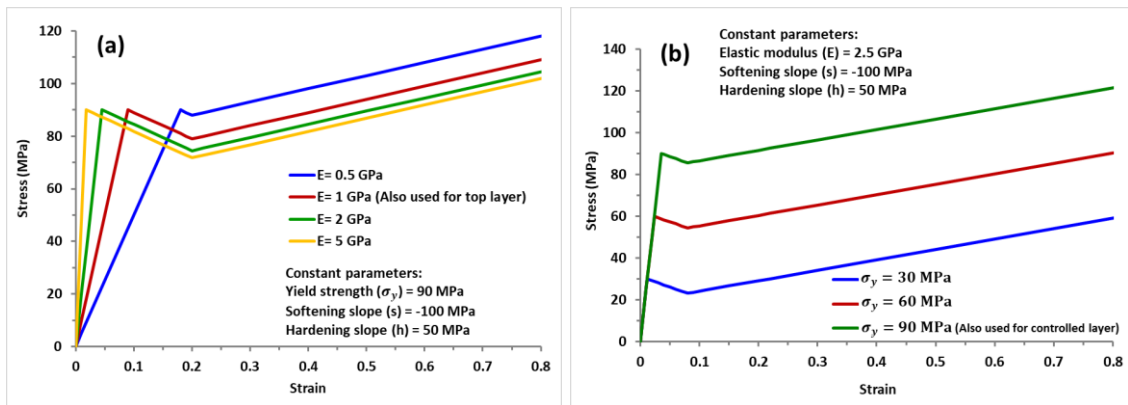 (a)
120
100
80
60
40
20
0
Stress (MPa)
E= 0.5 GPa
E= 1 GPa (Also used for top layer)
E= 2 GPa
E= 5 GPa
Constant parameters:
Yield strength (σ_y) = 90 MPa
Softening slope (s) = -100 MPa
Hardening slope (h) = 50 MPa
0 0.1 0.2 0.3 0.4 0.5 0.6 0.7 0.8
Strain
(b)
Constant parameters:
Elastic modulus (E) = 2.5 GPa
Softening slope (s) = -100 MPa
Hardening slope (h) = 50 MPa
140
120
100
80
60
40
20
0
Stress (MPa)
σ_y = 30 MPa
σ_y = 60 MPa
σ_y = 90 MPa (Also used for controlled layer)
0 0.1 0.2 0.3 0.4 0.5 0.6 0.7 0.8
Strain